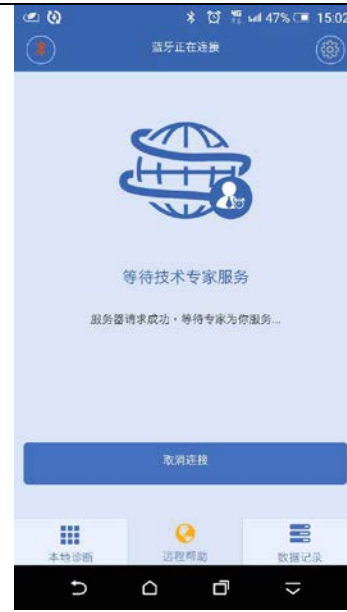 4G 47% 15:02
蓝牙正在连接
等待技术专家服务
服务器请求成功，等待专家为你服务...
取消连接
本地诊断 远程帮助 数据记录